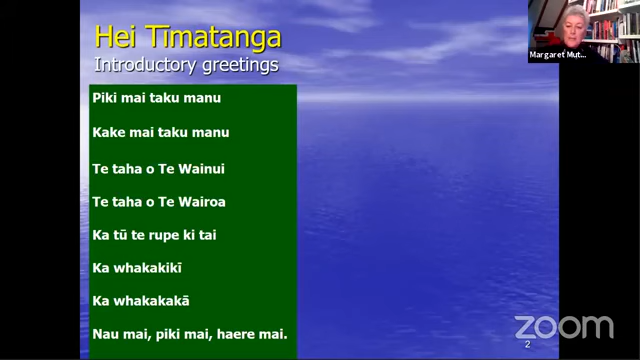 Hei Tīmatanga
Introductory greetings
Piki mai taku manu
Kake mai taku manu
Te taha o Te Wainui
Te taha o Te Wairoa
Ka tū te rupe ki tai
Ka whakakikī
Ka whakakakā
Nau mai, piki mai, haere mai.
Margaret Mut...
zoom
2